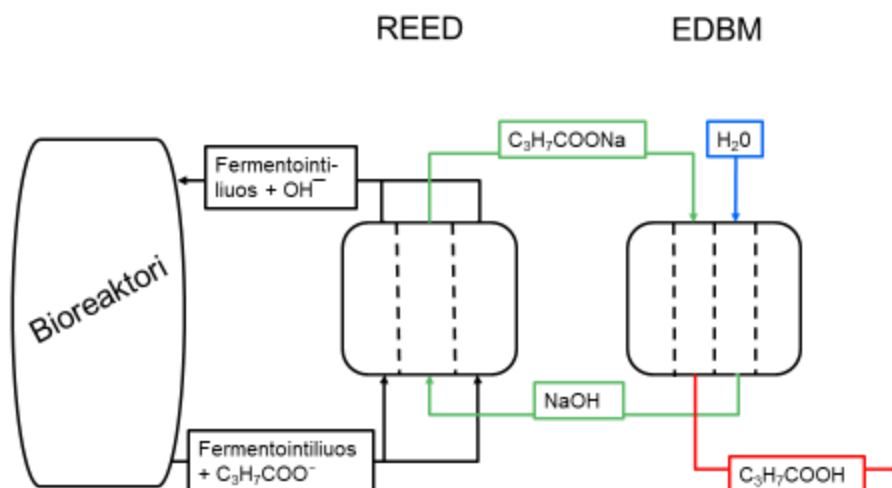 REED
EDBM
C₃H₇COONa
H₂0
Fermentointi-
liuos + OH⁻
Bioreaktori
NaOH
Fermentointiliuos
+ C₃H₇COO⁻
C₃H₇COOH